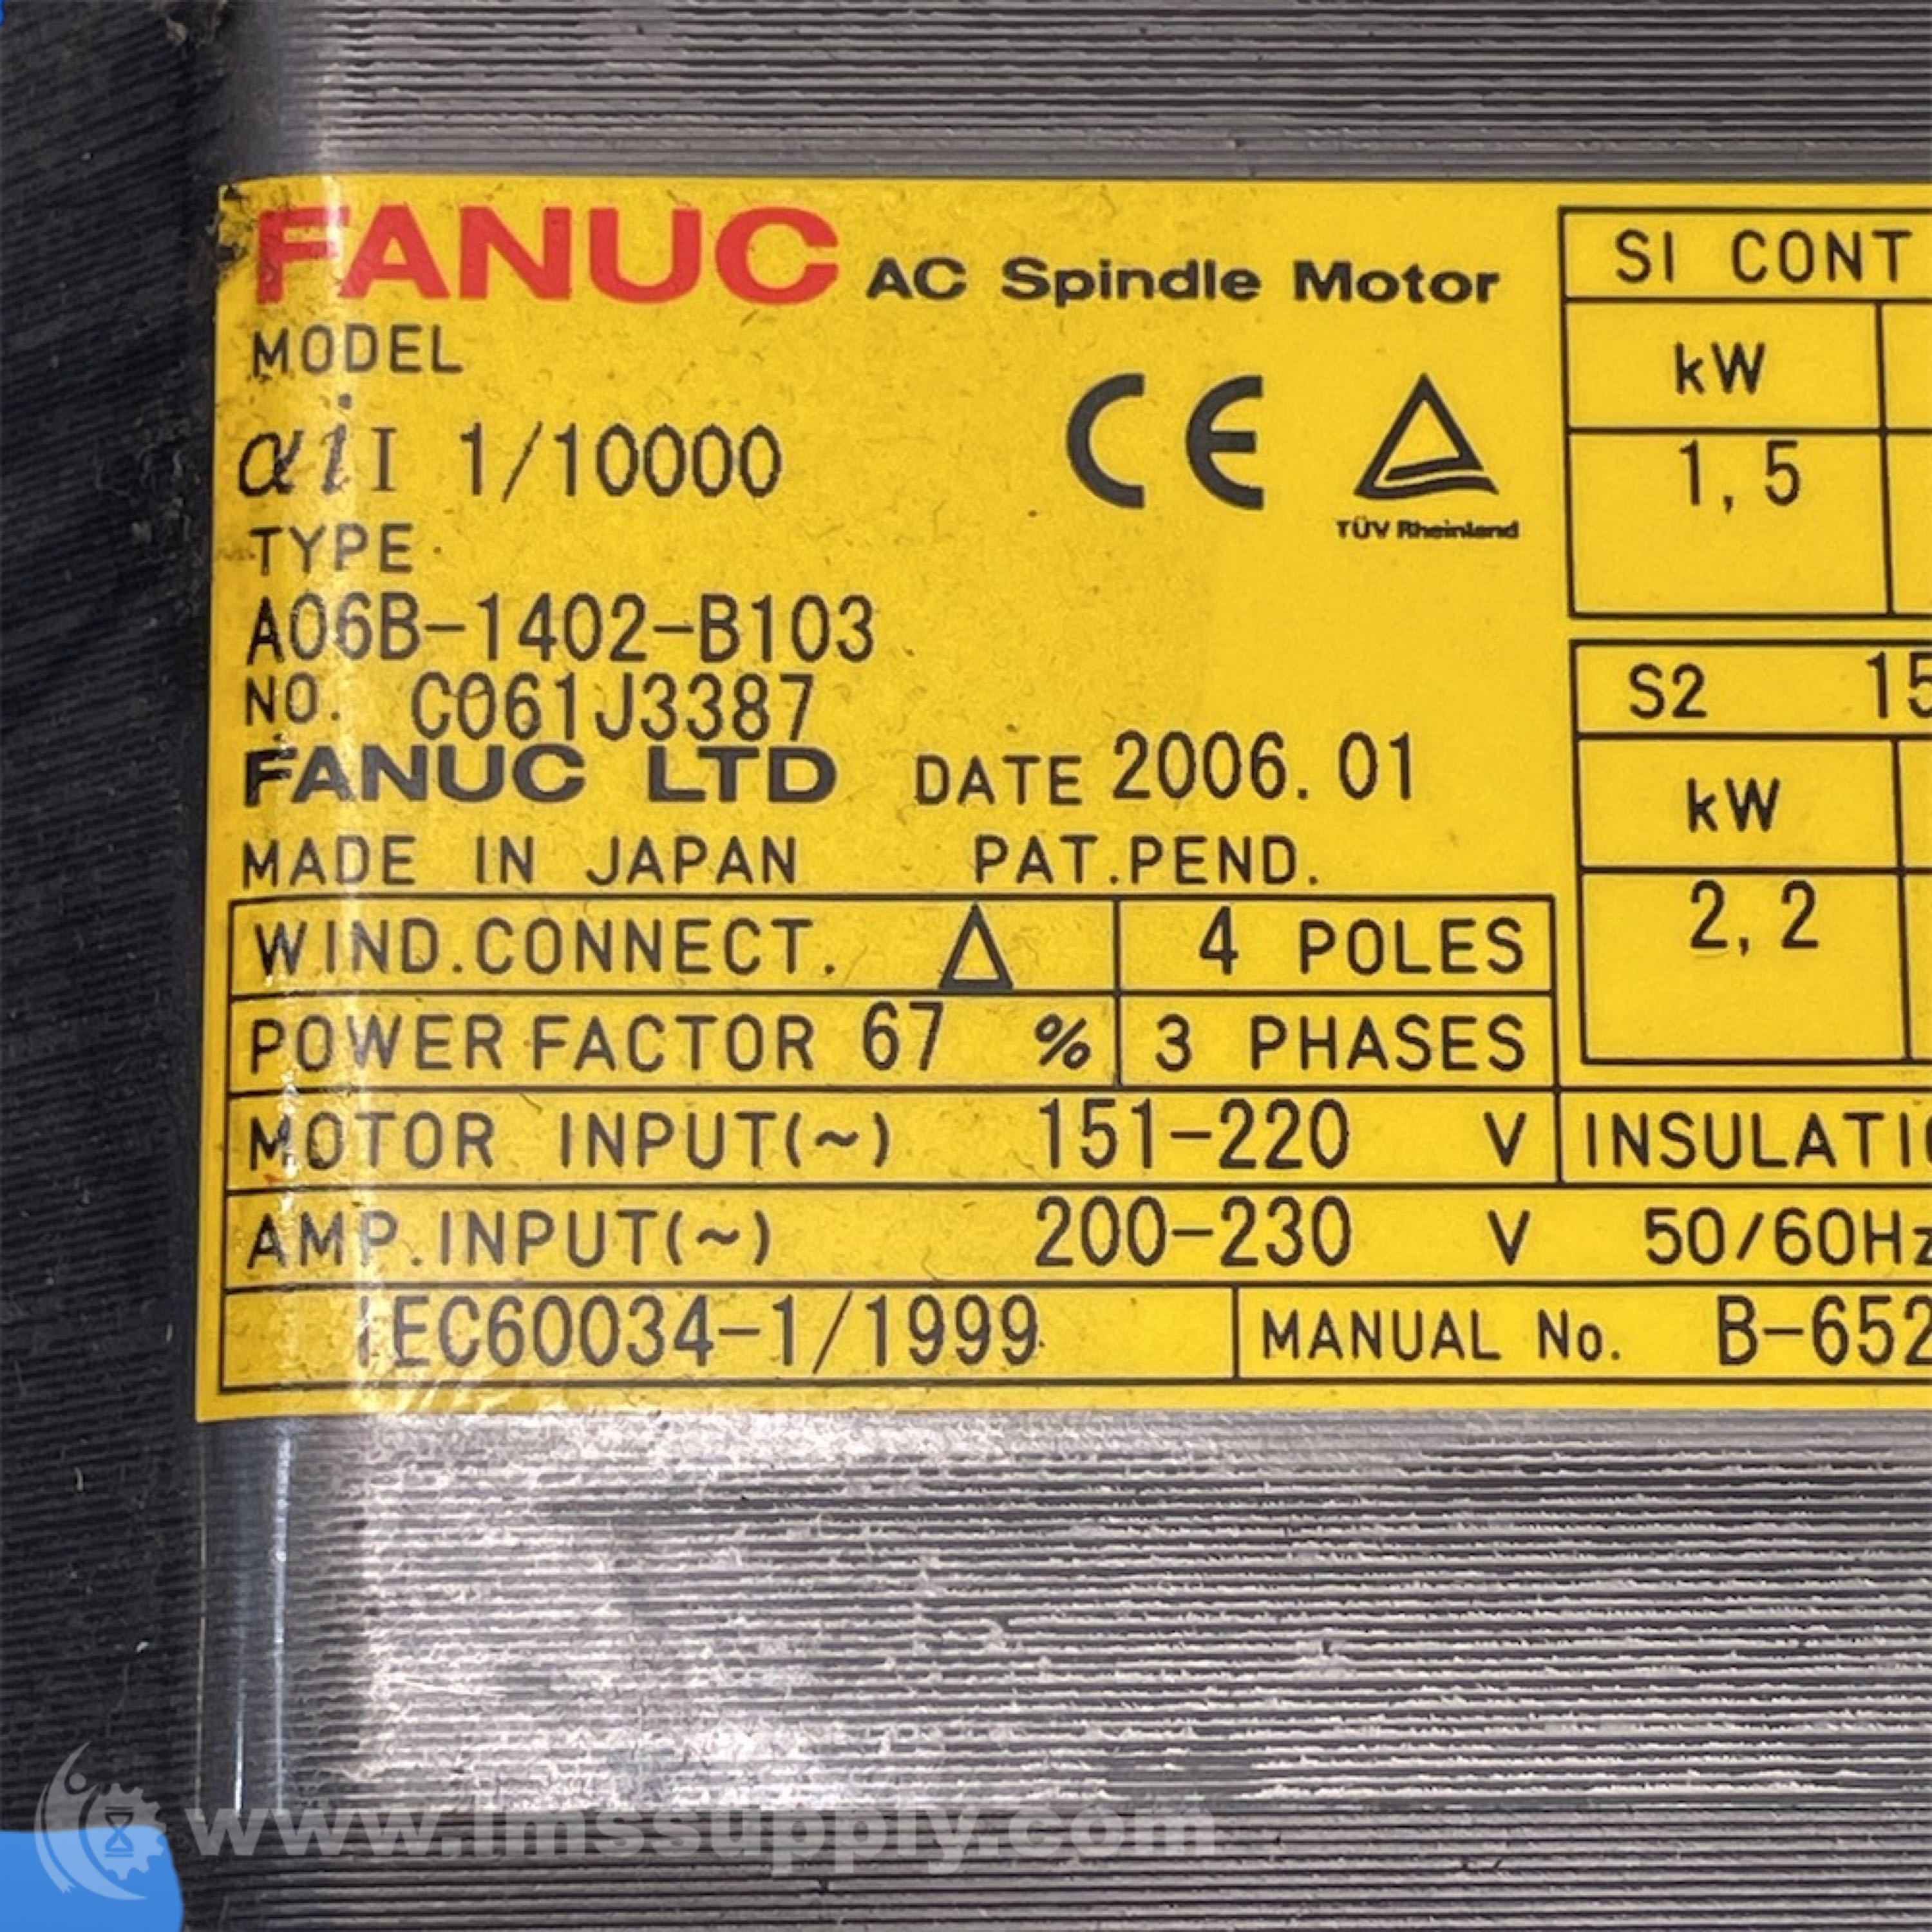 FANUC AC Spindle Motor
MODEL
αiI 1/10000
TÜV Rheinland
TYPE
A06B-1402-B103
NO. C061J3387
FANUC LTD DATE 2006.01
MADE IN JAPAN PAT.PEND.
WIND.CONNECT. Δ 4 POLES
POWER FACTOR 67 % 3 PHASES
MOTOR INPUT(~) 151-220 V
AMP.INPUT(~) 200-230 V 50/60Hz
IEC60034-1/1999 MANUAL No. B-652
SI CONT
kW
1,5
S2 15
kW
2,2
INSULATIO
www.imssupply.com